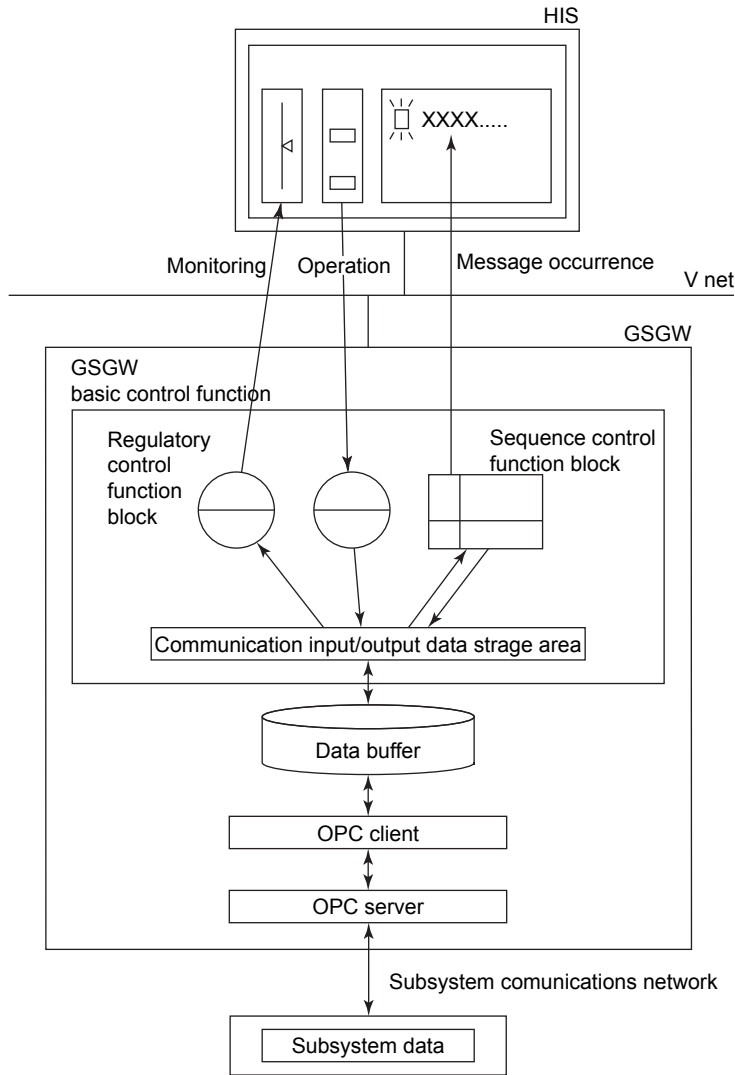 HIS
XXXX.....
Monitoring
Operation
Message occurrence
V net
GSGW
GSGW
basic control function
Regulatory
control
function
block
Sequence control
function block
Communication input/output data strage area
Data buffer
OPC client
OPC server
Subsystem comunications network
Subsystem data